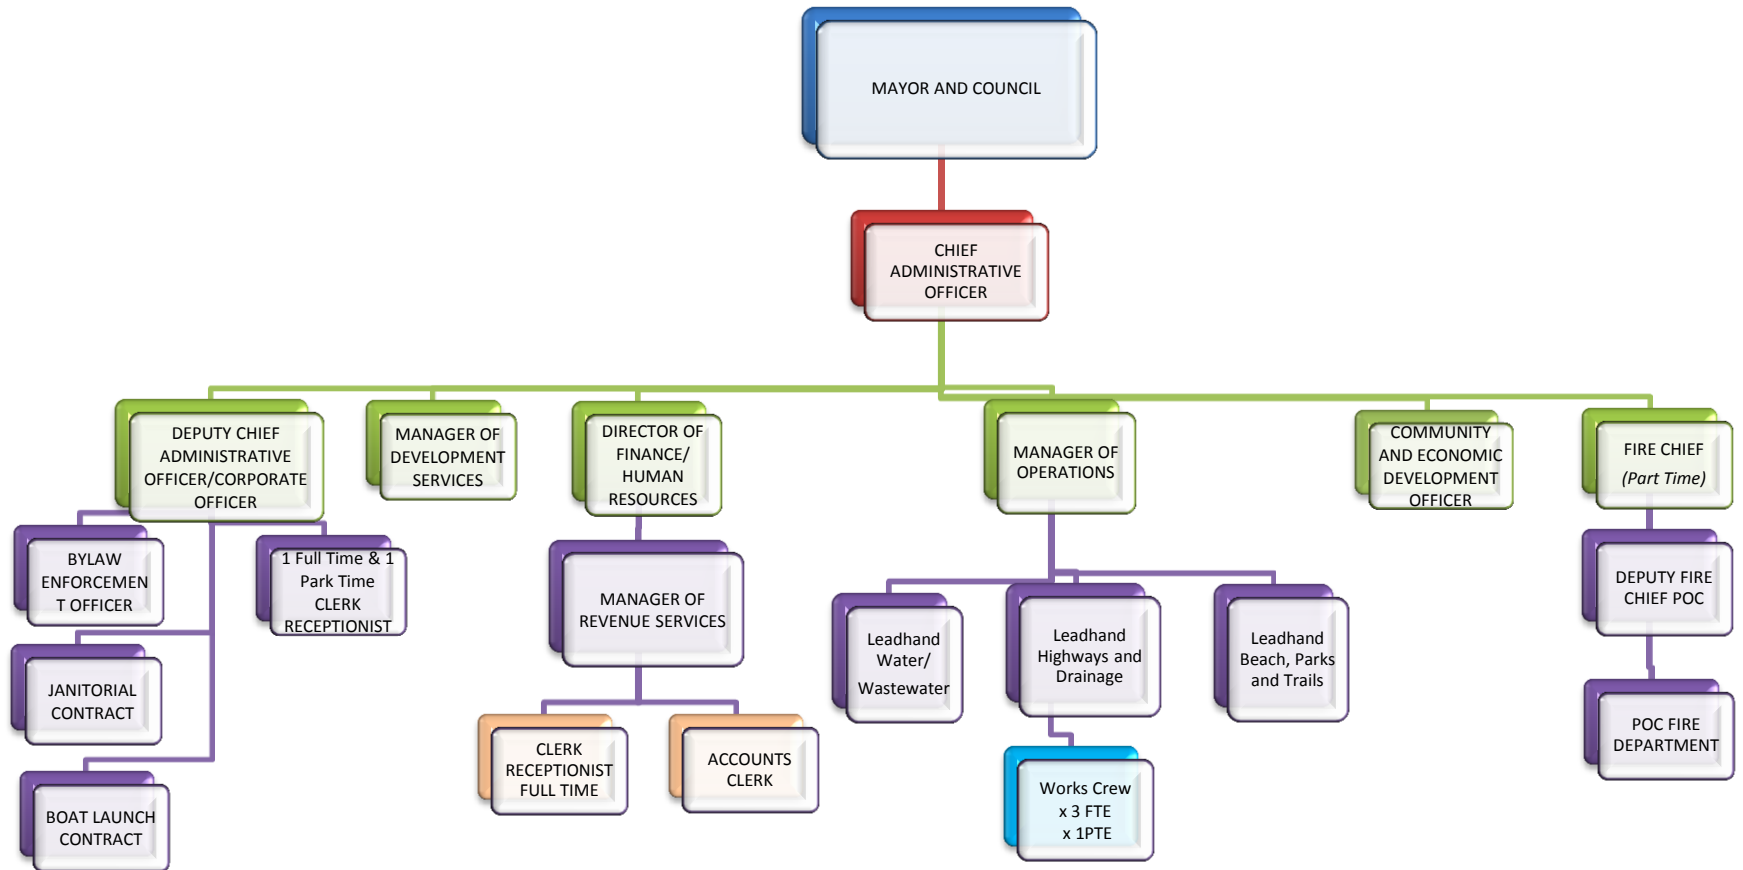 MAYOR AND COUNCIL
CHIEF
ADMINISTRATIVE
OFFICER
DEPUTY CHIEF
ADMINISTRATIVE
OFFICER/CORPORATE
OFFICER
MANAGER OF
DEVELOPMENT
SERVICES
DIRECTOR OF
FINANCE/
HUMAN
RESOURCES
MANAGER OF
OPERATIONS
COMMUNITY
AND ECONOMIC
DEVELOPMENT
OFFICER
FIRE CHIEF
(Part Time)
BYLAW
ENFORCEMEN
T OFFICER
1 Full Time & 1
Park Time
CLERK
RECEPTIONIST
MANAGER OF
REVENUE SERVICES
Leadhand
Water/
Wastewater
Leadhand
Highways and
Drainage
Leadhand
Beach, Parks
and Trails
DEPUTY FIRE
CHIEF POC
JANITORIAL
CONTRACT
CLERK
RECEPTIONIST
FULL TIME
ACCOUNTS
CLERK
POC FIRE
DEPARTMENT
BOAT LAUNCH
CONTRACT
Works Crew
x 3 FTE
x 1PTE